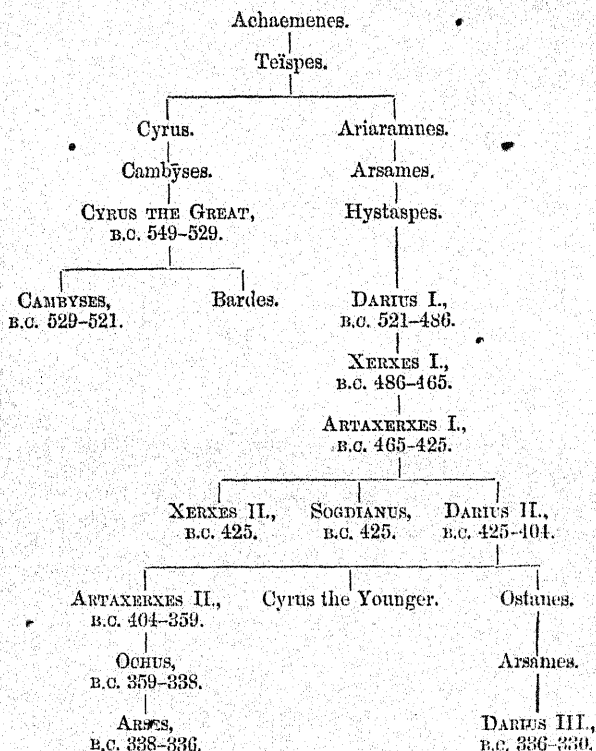 Achaemenes.
Teïspes.
Cyrus. Ariaramnes.
Cambȳses. Arsames.
CYRUS THE GREAT, Hystaspes.
B.C. 549–529.
CAMBYSES, Bardes. DARIUS I.,
B.C. 529–521. B.C. 521–486.
XERXES I.,
B.C. 486–465.
ARTAXERXES I.,
B.C. 465–425.
XERXES II., SOGDIANUS, DARIUS II.,
B.C. 425. B.C. 425. B.C. 425–404.
ARTAXERXES II., Cyrus the Younger. Ostanes.
B.C. 404–359.
OCHUS, Arsames.
B.C. 359–338.
ARSES, DARIUS III.,
B.C. 338–336. B.C. 336–330.